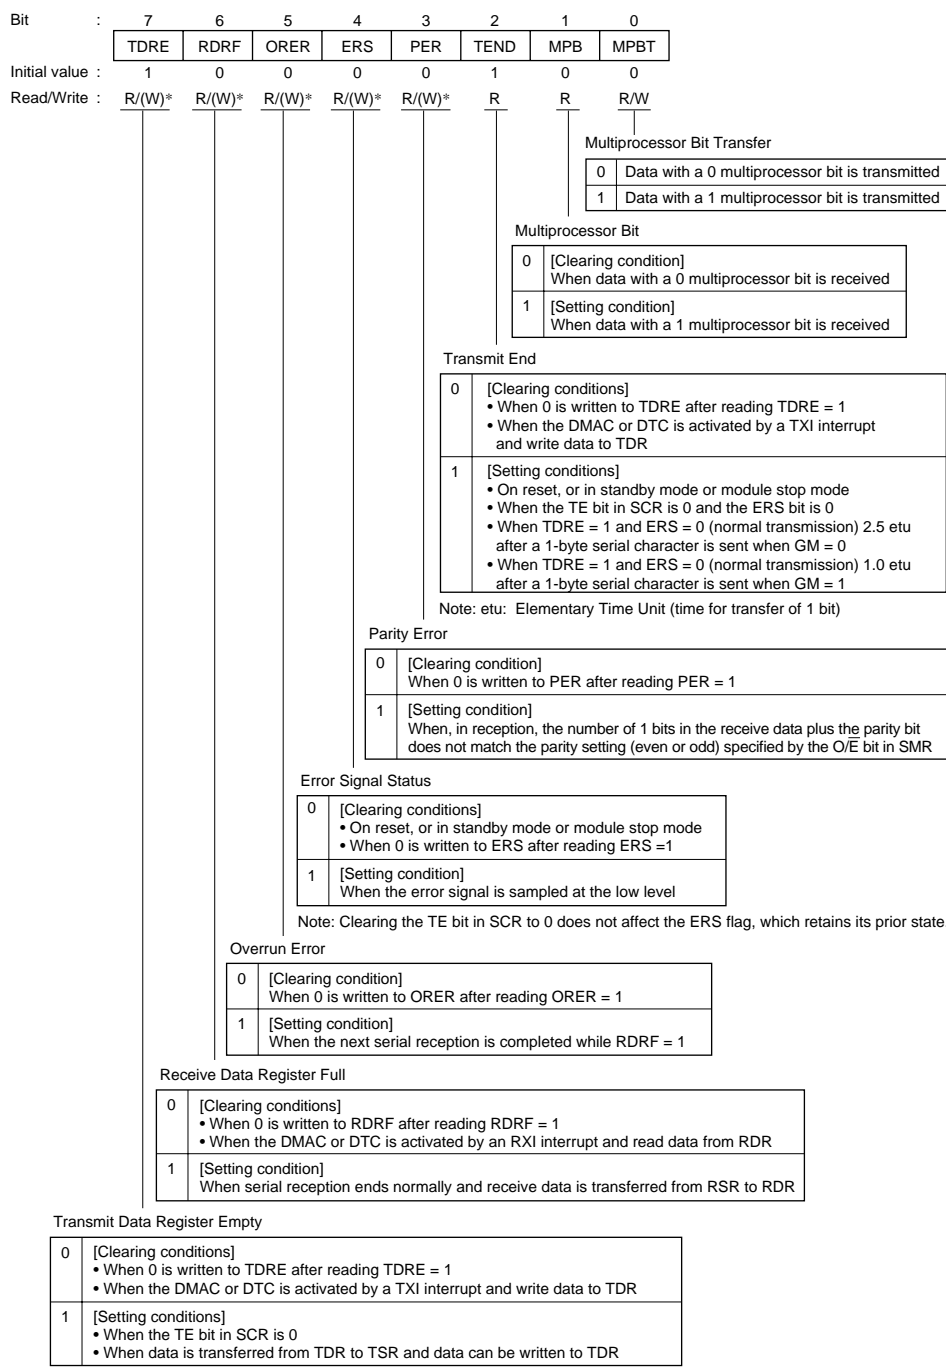 Bit : 7 6 5 4 3 2 1 0
TDRE RDRF ORER ERS PER TEND MPB MPBT
Initial value : 1 0 0 0 0 1 0 0
Read/Write : R/(W)* R/(W)* R/(W)* R/(W)* R/(W)* R R R/W
Multiprocessor Bit Transfer
0 Data with a 0 multiprocessor bit is transmitted
1 Data with a 1 multiprocessor bit is transmitted
Multiprocessor Bit
0 [Clearing condition]
When data with a 0 multiprocessor bit is received
1 [Setting condition]
When data with a 1 multiprocessor bit is received
Transmit End
0 [Clearing conditions]
• When 0 is written to TDRE after reading TDRE = 1
• When the DMAC or DTC is activated by a TXI interrupt
and write data to TDR
1 [Setting conditions]
• On reset, or in standby mode or module stop mode
• When the TE bit in SCR is 0 and the ERS bit is 0
• When TDRE = 1 and ERS = 0 (normal transmission) 2.5 etu
after a 1-byte serial character is sent when GM = 0
• When TDRE = 1 and ERS = 0 (normal transmission) 1.0 etu
after a 1-byte serial character is sent when GM = 1
Note: etu: Elementary Time Unit (time for transfer of 1 bit)
Parity Error
0 [Clearing condition]
When 0 is written to PER after reading PER = 1
1 [Setting condition]
When, in reception, the number of 1 bits in the receive data plus the parity bit
does not match the parity setting (even or odd) specified by the O/E̅ bit in SMR
Error Signal Status
0 [Clearing conditions]
• On reset, or in standby mode or module stop mode
• When 0 is written to ERS after reading ERS =1
1 [Setting condition]
When the error signal is sampled at the low level
Note: Clearing the TE bit in SCR to 0 does not affect the ERS flag, which retains its prior state
Overrun Error
0 [Clearing condition]
When 0 is written to ORER after reading ORER = 1
1 [Setting condition]
When the next serial reception is completed while RDRF = 1
Receive Data Register Full
0 [Clearing conditions]
• When 0 is written to RDRF after reading RDRF = 1
• When the DMAC or DTC is activated by an RXI interrupt and read data from RDR
1 [Setting condition]
When serial reception ends normally and receive data is transferred from RSR to RDR
Transmit Data Register Empty
0 [Clearing conditions]
• When 0 is written to TDRE after reading TDRE = 1
• When the DMAC or DTC is activated by a TXI interrupt and write data to TDR
1 [Setting conditions]
• When the TE bit in SCR is 0
• When data is transferred from TDR to TSR and data can be written to TDR